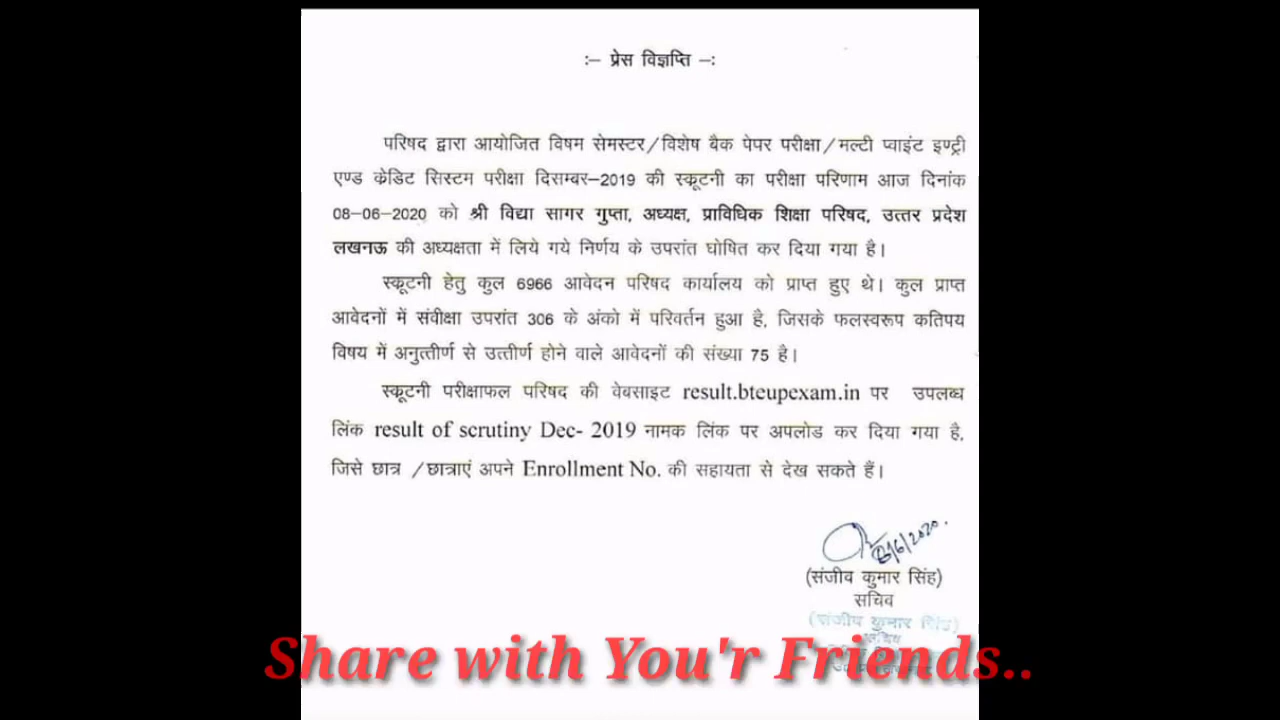 :– प्रेस विज्ञप्ति –:
परिषद द्वारा आयोजित विषम सेमस्टर/विशेष बैक पेपर परीक्षा/मल्टी प्वाइंट इण्ट्री
एण्ड क्रेडिट सिस्टम परीक्षा दिसम्बर–2019 की स्कूटनी का परीक्षा परिणाम आज दिनांक
08–06–2020 को श्री विद्या सागर गुप्ता, अध्यक्ष, प्राविधिक शिक्षा परिषद, उत्तर प्रदेश
लखनऊ की अध्यक्षता में लिये गये निर्णय के उपरांत घोषित कर दिया गया है।
स्कूटनी हेतु कुल 6966 आवेदन परिषद कार्यालय को प्राप्त हुए थे। कुल प्राप्त
आवेदनों में संवीक्षा उपरांत 306 के अंको में परिवर्तन हुआ है, जिसके फलस्वरूप कतिपय
विषय में अनुत्तीर्ण से उत्तीर्ण होने वाले आवेदनों की संख्या 75 है।
स्कूटनी परीक्षाफल परिषद की वेबसाइट result.bteupexam.in पर उपलब्ध
लिंक result of scrutiny Dec- 2019 नामक लिंक पर अपलोड कर दिया गया है,
जिसे छात्र /छात्राएं अपने Enrollment No. की सहायता से देख सकते हैं।
8/6/2020.
(संजीव कुमार सिंह)
सचिव
(संजीव कुमार सिंह)
सचिव
Share with You'r Friends..